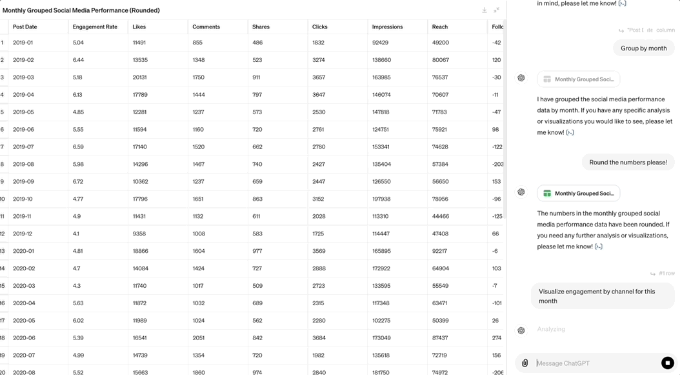 Monthly Grouped Social Media Performance (Rounded)
Post Date Engagement Rate Likes Comments Shares Clicks Impressions Reach
1 2019-01 5.04 11491 855 486 1832 92429 49200 -42
2 2019-02 6.44 13535 1348 523 3274 138660 80067 120
3 2019-03 5.18 20131 1750 911 3657 163985 76537 -30
4 2019-04 6.13 17789 1444 797 3647 146074 70607 -11
5 2019-05 4.85 12281 1237 573 2530 147888 71783 -47
6 2019-06 5.55 11594 1160 720 2761 124751 75921 98
7 2019-07 6.59 17140 1520 662 2750 153341 74628 -122
8 2019-08 5.98 14296 1467 740 2427 135404 57384
9 2019-09 6.72 10362 1237 659 2447 126550 56650 153
10 2019-10 4.77 17796 1651 863 3152 197938 78956 -96
11 2019-11 4.9 11431 1132 611 2028 113310 44466
12 2019-12 4.1 9358 1008 583 1725 114447 47408 66
13 2020-01 4.81 18866 1604 977 3569 165895 92217 -6
14 2020-02 4.7 14084 1424 727 2888 172922 64904 103
15 2020-03 4.3 11740 1017 509 2723 133595 55549 -7
16 2020-04 5.63 11872 1032 689 2315 117348 63471 -101
17 2020-05 6.02 11989 1024 562 2280 102275 50399 26
18 2020-06 5.39 16541 2051 842 3684 173049 87437 274
19 2020-07 4.99 14739 1354 720 1982 135618 72719 156
20 2020-08 5.52 15663 1860 974 2840 181750 74972
in mind, please let me know! [>-]
Group by month
Monthly Grouped Soci...
I have grouped the social media performance
data by month. If you have any specific analysis
or visualizations you would like to see, please let
me know! [>-]
Round the numbers please!
Monthly Grouped Soci...
The numbers in the monthly grouped social
media performance data have been rounded. If
you need any further analysis or visualizations,
please let me know! [>-]
Visualize engagement by channel for this
month
Analyzing
Message ChatGPT